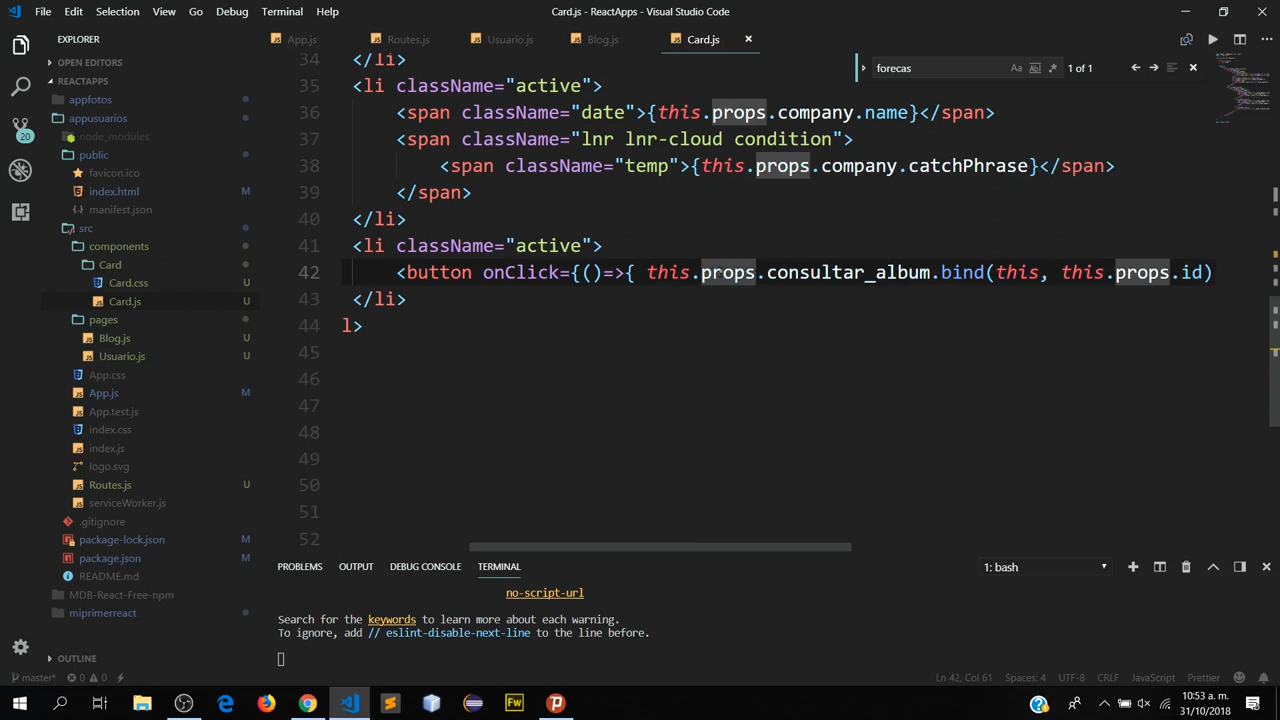 File Edit Selection View Go Debug Terminal Help
Card.js - ReactApps - Visual Studio Code
EXPLORER
App.js
Routes.js
Usuario.js
Blog.js
Card.js
OPEN EDITORS
REACTAPPS
appfotos
appusuarios
node_modules
public
favicon.ico
index.html M
manifest.json
src
components
Card
Card.css U
Card.js U
pages
Blog.js U
Usuario.js U
App.css
App.js M
App.test.js
index.css
index.js
logo.svg
Routes.js U
serviceWorker.js
.gitignore
package-lock.json M
package.json M
README.md
MDB-React-Free-npm
miprimerreact
OUTLINE
20
forecas Aa Abl .* 1 of 1
34 </li>
35 <li className="active">
36 <span className="date">{this.props.company.name}</span>
37 <span className="lnr lnr-cloud condition">
38 <span className="temp">{this.props.company.catchPhrase}</span>
39 </span>
40 </li>
41 <li className="active">
42 <button onClick={()=>{ this.props.consultar_album.bind(this, this.props.id)
43 </li>
44 l>
45
46
47
48
49
50
51
52
PROBLEMS OUTPUT DEBUG CONSOLE TERMINAL 1: bash
no-script-url
Search for the keywords to learn more about each warning.
To ignore, add // eslint-disable-next-line to the line before.
master* 0 0 Ln 42, Col 61 Spaces: 4 UTF-8 CRLF JavaScript Prettier
Fw
10:53 a. m.
31/10/2018